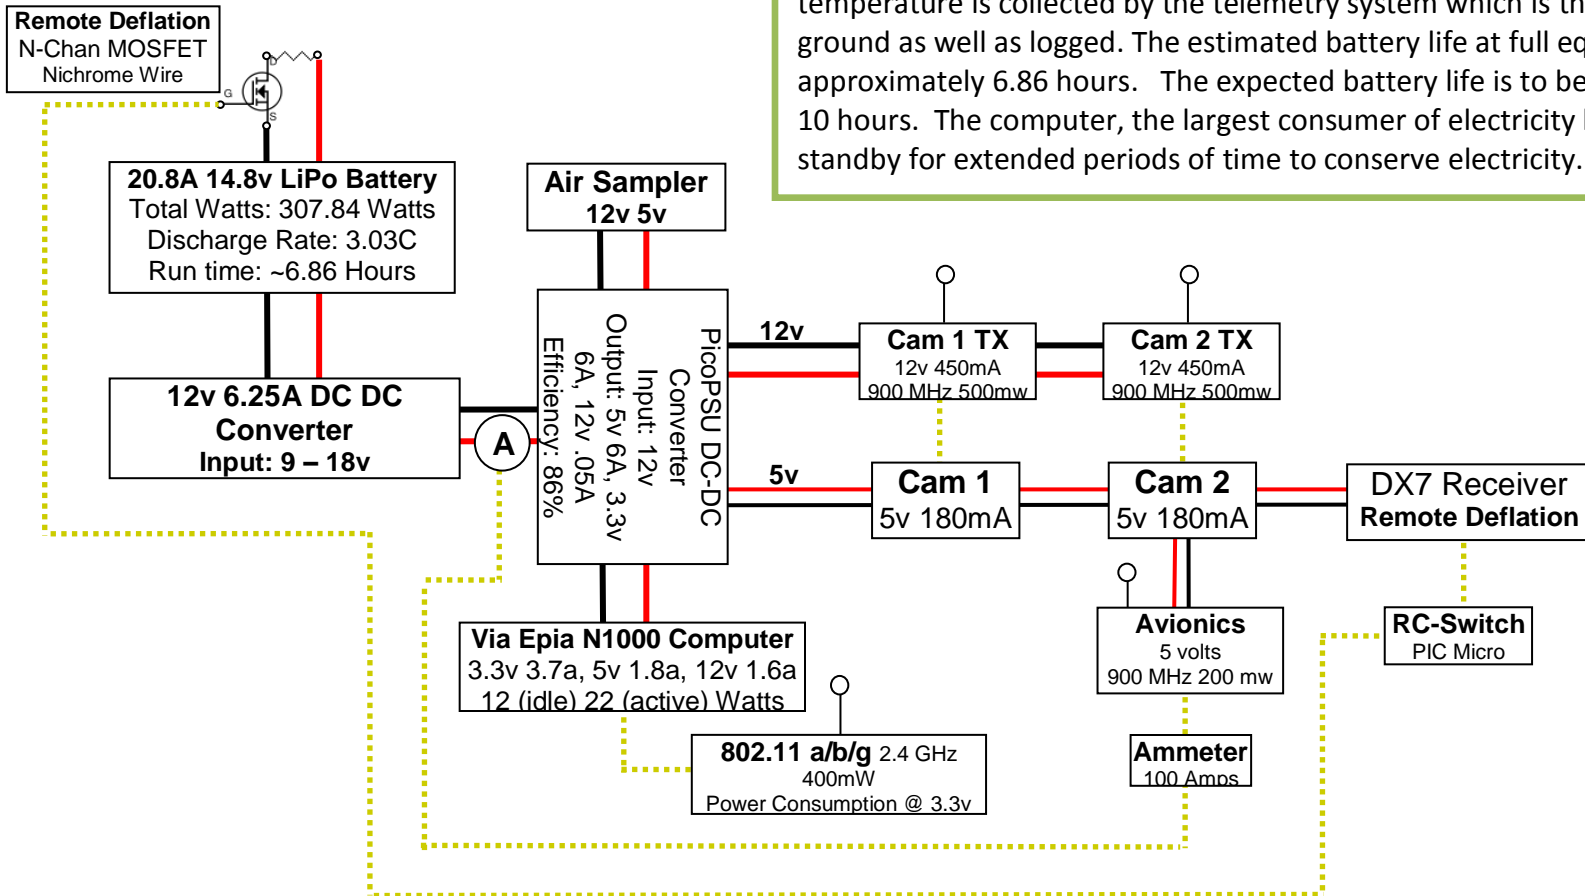 Remote Deflation
N-Chan MOSFET
Nichrome Wire
D
G
S
temperature is collected by the telemetry system which is th
ground as well as logged. The estimated battery life at full eq
approximately 6.86 hours.   The expected battery life is to be
10 hours.  The computer, the largest consumer of electricity
standby for extended periods of time to conserve electricity.
20.8A 14.8v LiPo Battery
Total Watts: 307.84 Watts
Discharge Rate: 3.03C
Run time: ~6.86 Hours
Air Sampler
12v 5v
12v 6.25A DC DC
Converter
Input: 9 – 18v
A
PicoPSU DC-DC
Converter
Input: 12v
Output: 5v 6A, 3.3v
6A, 12v .05A
Efficiency: 86%
12v
Cam 1 TX
12v 450mA
900 MHz 500mw
Cam 2 TX
12v 450mA
900 MHz 500mw
5v
Cam 1
5v 180mA
Cam 2
5v 180mA
DX7 Receiver
Remote Deflation
Via Epia N1000 Computer
3.3v 3.7a, 5v 1.8a, 12v 1.6a
12 (idle) 22 (active) Watts
Avionics
5 volts
900 MHz 200 mw
RC-Switch
PIC Micro
802.11 a/b/g 2.4 GHz
400mW
Power Consumption @ 3.3v
Ammeter
100 Amps